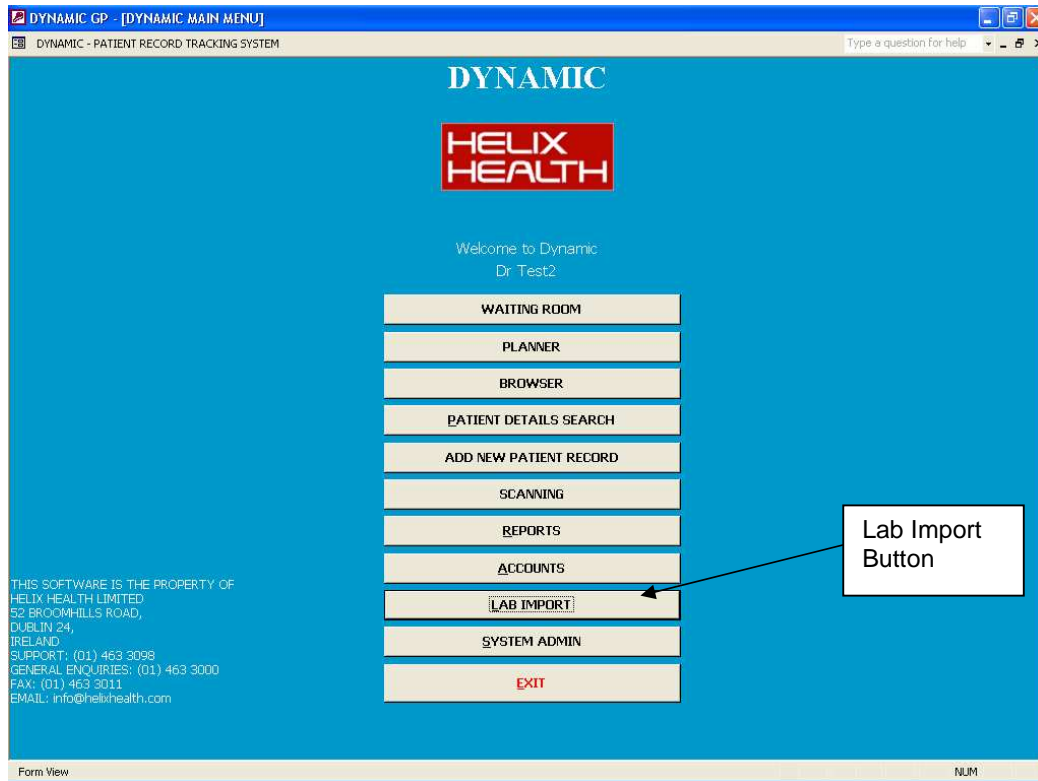 DYNAMIC GP - [DYNAMIC MAIN MENU]
DYNAMIC - PATIENT RECORD TRACKING SYSTEM
Type a question for help
DYNAMIC
HELIX
HEALTH
Welcome to Dynamic
Dr Test2
WAITING ROOM
PLANNER
BROWSER
PATIENT DETAILS SEARCH
ADD NEW PATIENT RECORD
SCANNING
REPORTS
ACCOUNTS
LAB IMPORT
SYSTEM ADMIN
EXIT
Lab Import
Button
THIS SOFTWARE IS THE PROPERTY OF
HELIX HEALTH LIMITED
52 BROOMHILLS ROAD,
DUBLIN 24,
IRELAND
SUPPORT: (01) 463 3098
GENERAL ENQUIRIES: (01) 463 3000
FAX: (01) 463 3011
EMAIL: info@helixhealth.com
Form View
NUM